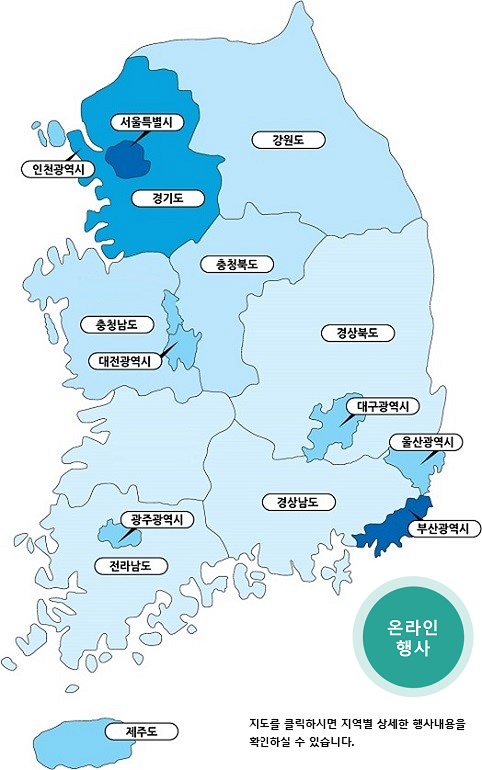 서울특별시
강원도
인천광역시
경기도
충청북도
충청남도
경상북도
대전광역시
대구광역시
울산광역시
경상남도
광주광역시
부산광역시
전라남도
온라인
행사
제주도
지도를 클릭하시면 지역별 상세한 행사내용을
확인하실 수 있습니다.